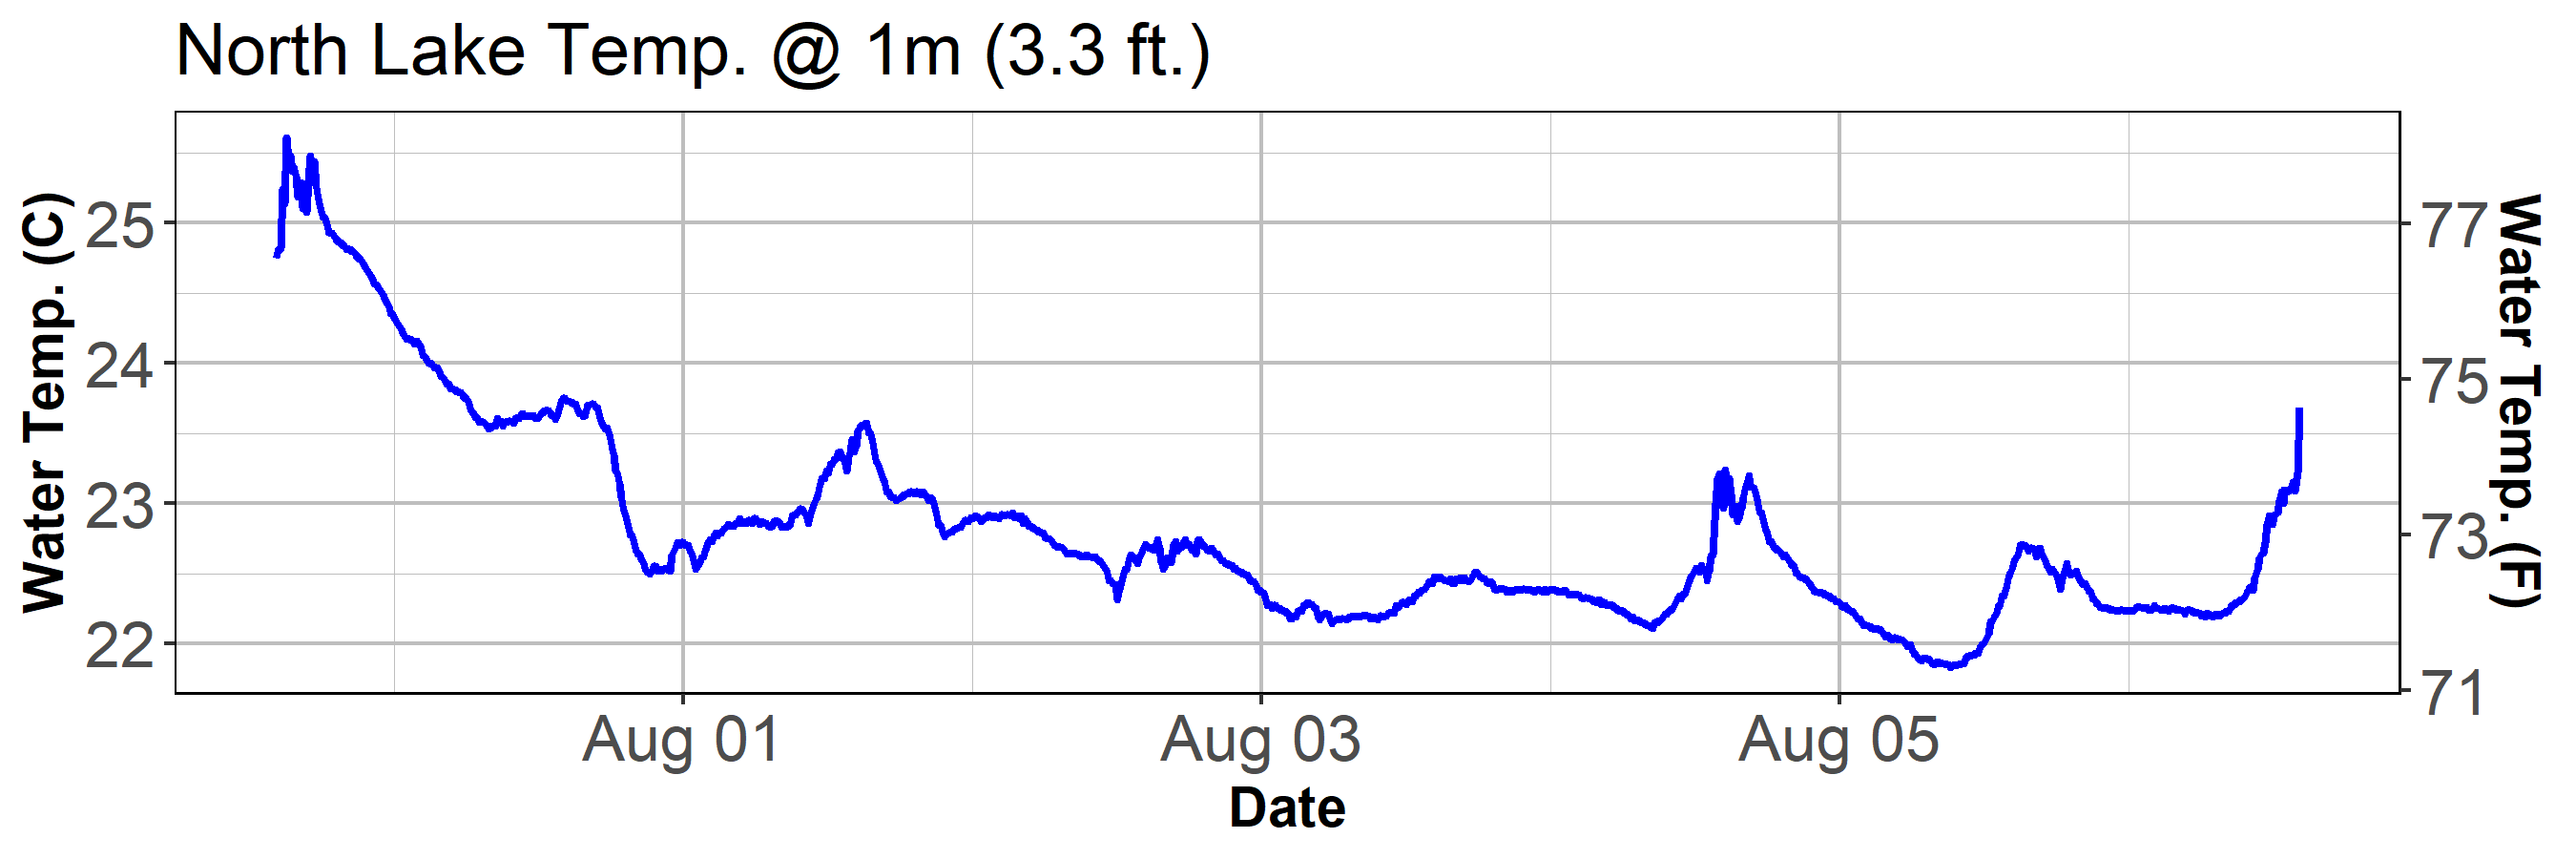 North Lake Temp. @ 1m (3.3 ft.)
Water Temp. (C)
25
24
23
22
77
75
73
71
Water Temp. (F)
Aug 01
Aug 03
Aug 05
Date